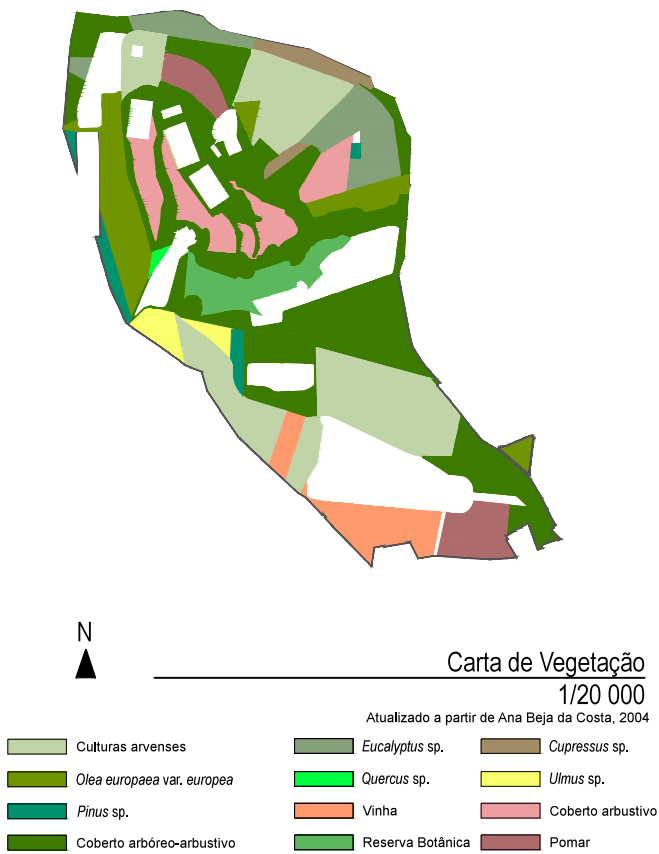 N
Carta de Vegetação
1/20 000
Atualizado a partir de Ana Beja da Costa, 2004
Culturas arvenses
Eucalyptus sp.
Cupressus sp.
Olea europaea var. europea
Quercus sp.
Ulmus sp.
Pinus sp.
Vinha
Coberto arbustivo
Coberto arbóreo-arbustivo
Reserva Botânica
Pomar